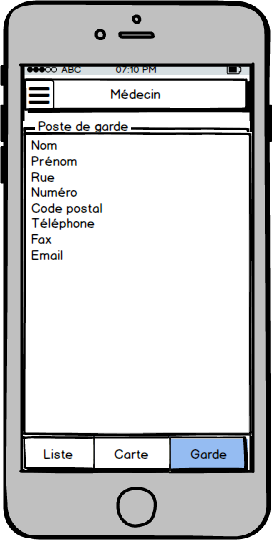 ABC 07:10 PM
Médecin
Poste de garde
Nom
Prénom
Rue
Numéro
Code postal
Téléphone
Fax
Email
Liste Carte Garde